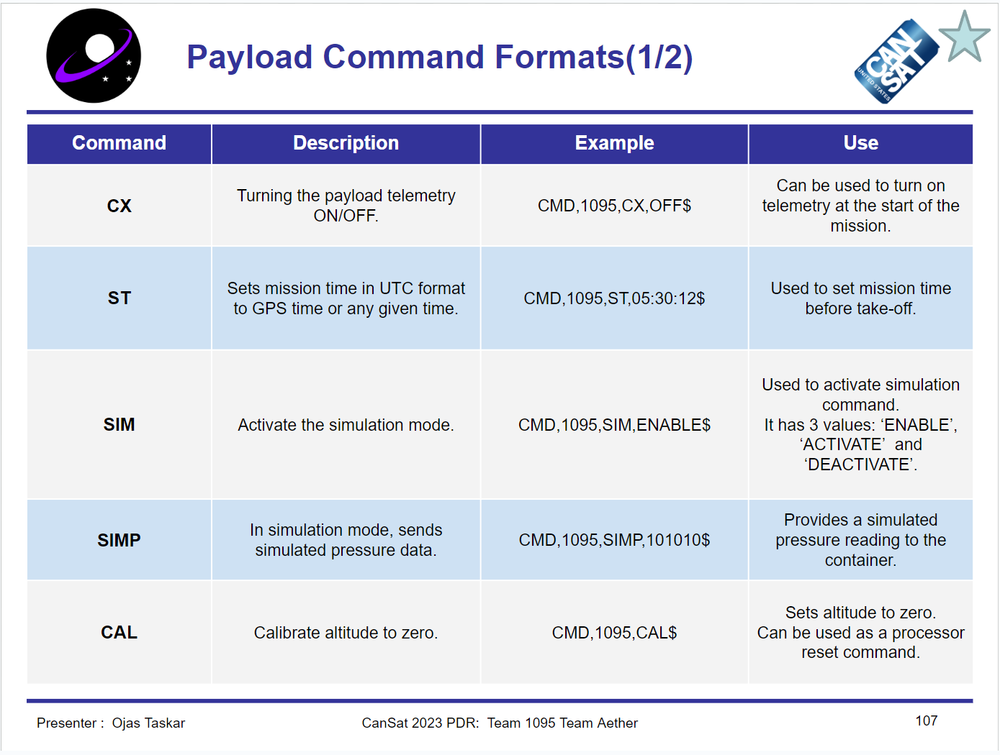 Payload Command Formats(1/2)
CAN
SAT
UNITED STATES
Command
Description
Example
Use
CX
Turning the payload telemetry
ON/OFF.
CMD,1095,CX,OFF$
Can be used to turn on
telemetry at the start of the
mission.
ST
Sets mission time in UTC format
to GPS time or any given time.
CMD,1095,ST,05:30:12$
Used to set mission time
before take-off.
SIM
Activate the simulation mode.
CMD,1095,SIM,ENABLE$
Used to activate simulation
command.
It has 3 values: ‘ENABLE’,
‘ACTIVATE’ and
‘DEACTIVATE’.
SIMP
In simulation mode, sends
simulated pressure data.
CMD,1095,SIMP,101010$
Provides a simulated
pressure reading to the
container.
CAL
Calibrate altitude to zero.
CMD,1095,CAL$
Sets altitude to zero.
Can be used as a processor
reset command.
Presenter : Ojas Taskar
CanSat 2023 PDR: Team 1095 Team Aether
107